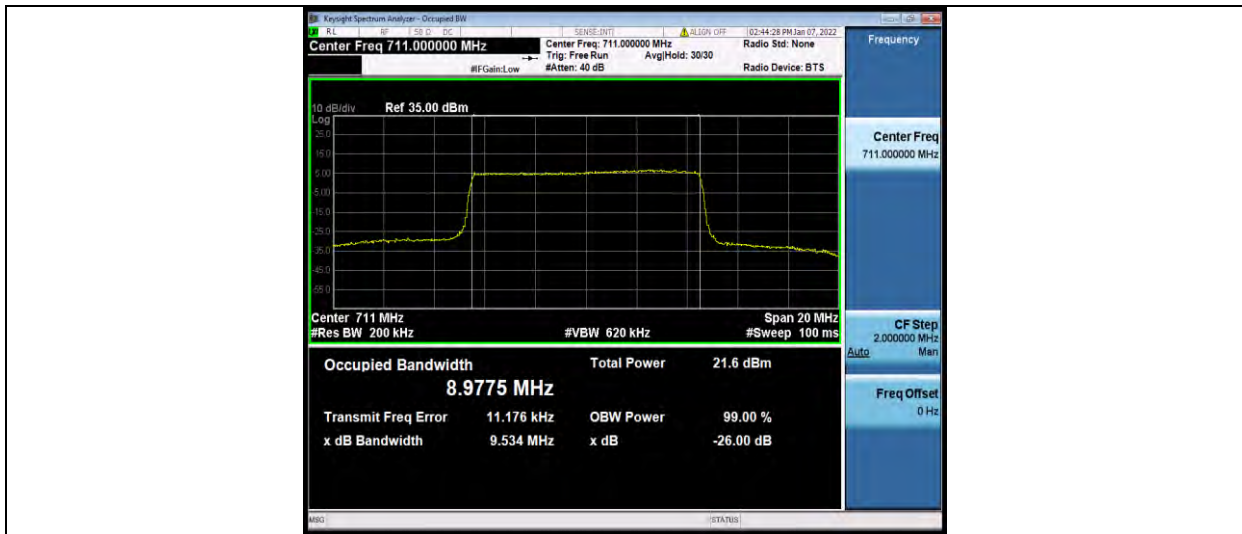 Keysight Spectrum Analyzer - Occupied BW
RL RF 50 Ω DC SENSE:INT ALIGN OFF 02:44:28 PM Jan 07, 2022
Center Freq 711.000000 MHz
Center Freq: 711.000000 MHz Radio Std: None
Trig: Free Run Avg|Hold: 30/30
#IFGain:Low #Atten: 40 dB Radio Device: BTS
Frequency
10 dB/div Ref 35.00 dBm
Log
25.0
15.0
5.00
-5.00
-15.0
-25.0
-35.0
-45.0
-55.0
Center 711 MHz Span 20 MHz
#Res BW 200 kHz #VBW 620 kHz #Sweep 100 ms
Occupied Bandwidth Total Power 21.6 dBm
8.9775 MHz
Transmit Freq Error 11.176 kHz OBW Power 99.00 %
x dB Bandwidth 9.534 MHz x dB -26.00 dB
Center Freq
711.000000 MHz
CF Step
2.000000 MHz
Auto Man
Freq Offset
0 Hz
MSG STATUS